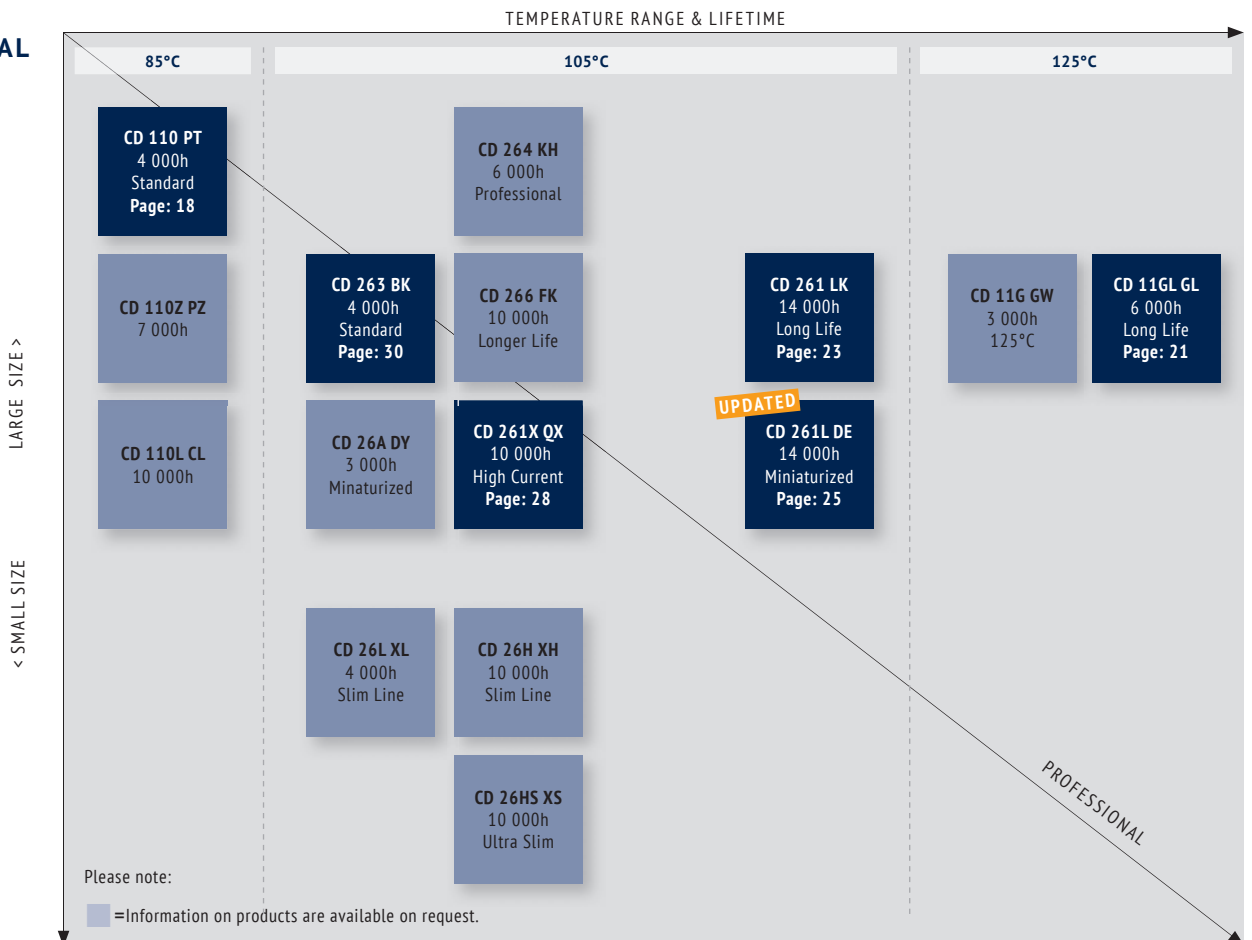 TEMPERATURE RANGE & LIFETIME
AL
85°C
105°C
125°C
CD 110 PT
4 000h
Standard
Page: 18
CD 264 KH
6 000h
Professional
CD 110Z PZ
7 000h
CD 263 BK
4 000h
Standard
Page: 30
CD 266 FK
10 000h
Longer Life
CD 261 LK
14 000h
Long Life
Page: 23
CD 11G GW
3 000h
125°C
CD 11GL GL
6 000h
Long Life
Page: 21
LARGE SIZE >
UPDATED
CD 110L CL
10 000h
CD 26A DY
3 000h
Minaturized
CD 261X QX
10 000h
High Current
Page: 28
CD 261L DE
14 000h
Miniaturized
Page: 25
< SMALL SIZE
CD 26L XL
4 000h
Slim Line
CD 26H XH
10 000h
Slim Line
CD 26HS XS
10 000h
Ultra Slim
PROFESSIONAL
Please note:
=Information on products are available on request.